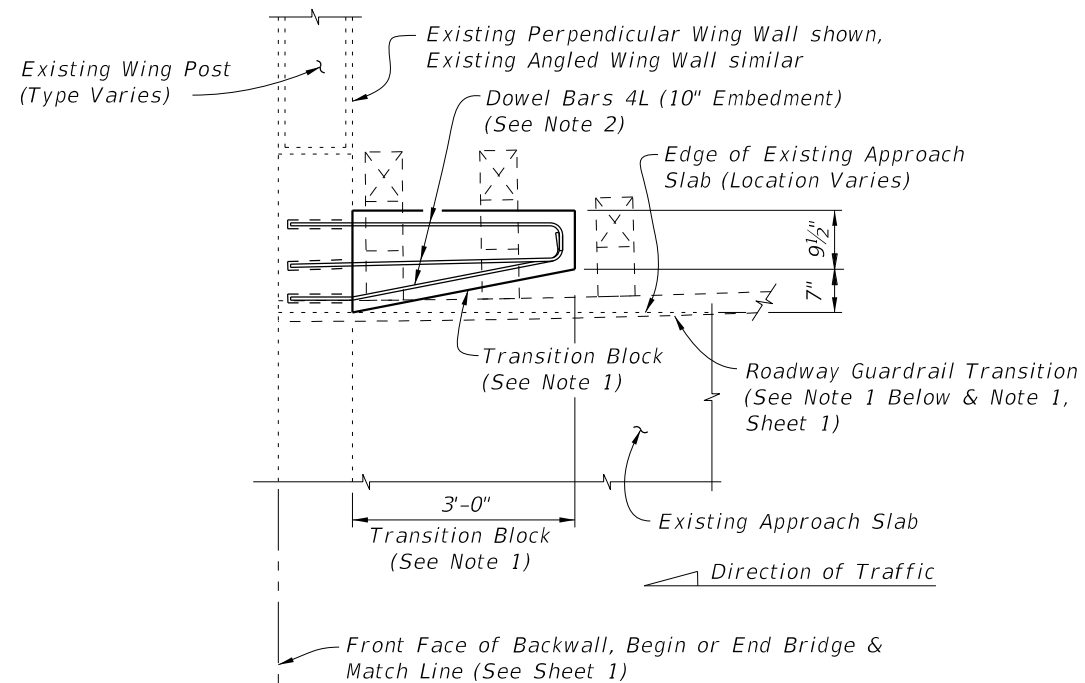 Existing Perpendicular Wing Wall shown,
Existing Angled Wing Wall similar
Existing Wing Post
(Type Varies)
Dowel Bars 4L (10" Embedment)
(See Note 2)
Edge of Existing Approach
Slab (Location Varies)
9½"
7"
Transition Block
(See Note 1)
Roadway Guardrail Transition
(See Note 1 Below & Note 1,
Sheet 1)
3'-0"
Transition Block
(See Note 1)
Existing Approach Slab
Direction of Traffic
Front Face of Backwall, Begin or End Bridge &
Match Line (See Sheet 1)